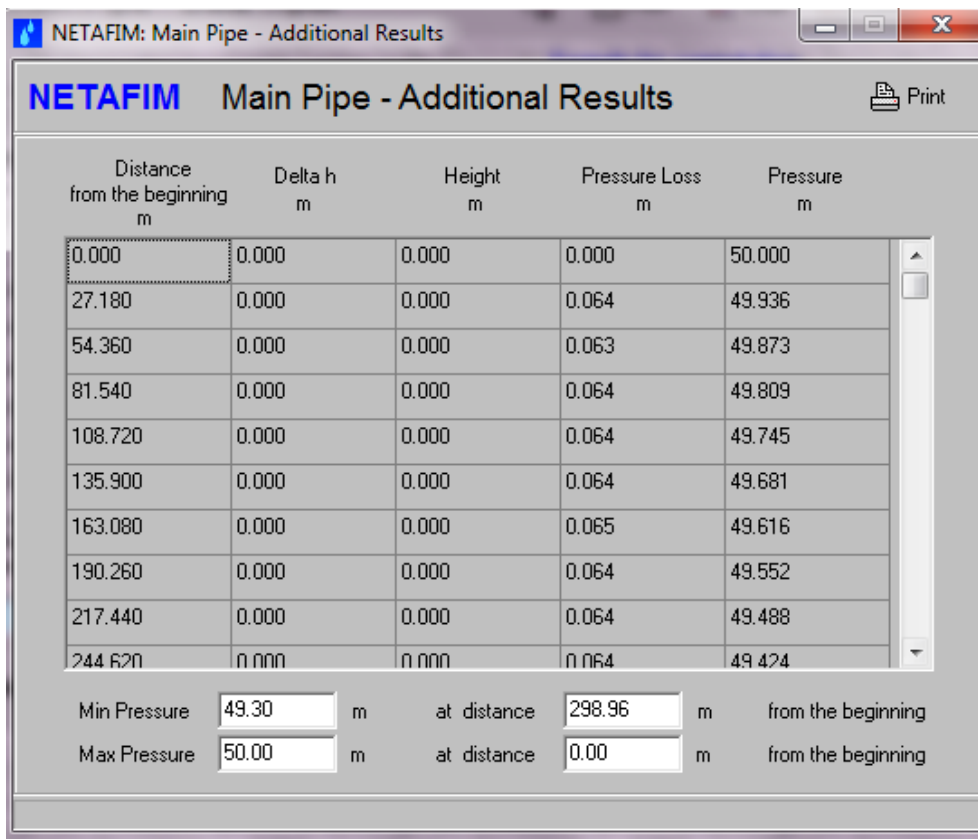 NETAFIM: Main Pipe - Additional Results
NETAFIM Main Pipe - Additional Results Print
Distance from the beginning m Delta h m Height m Pressure Loss m Pressure m
0.000 0.000 0.000 0.000 50.000
27.180 0.000 0.000 0.064 49.936
54.360 0.000 0.000 0.063 49.873
81.540 0.000 0.000 0.064 49.809
108.720 0.000 0.000 0.064 49.745
135.900 0.000 0.000 0.064 49.681
163.080 0.000 0.000 0.065 49.616
190.260 0.000 0.000 0.064 49.552
217.440 0.000 0.000 0.064 49.488
244.620 0.000 0.000 0.064 49.424
Min Pressure 49.30 m at distance 298.96 m from the beginning
Max Pressure 50.00 m at distance 0.00 m from the beginning